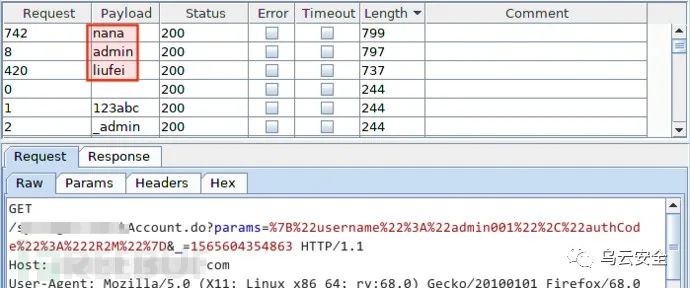 Request Payload Status Error Timeout Length Comment
742 nana 200 799
8 admin 200 797
420 liufei 200 737
0 200 244
1 123abc 200 244
2 _admin 200 244
Request Response
Raw Params Headers Hex
GET
Account.do?params=%7B%22username%22%3A%22admin001%22%2C%22authCod
e%22%3A%222R2M%22%7D&_=1565604354863 HTTP/1.1
Host: com
User-Agent: Mozilla/5.0 (X11; Linux x86_64; rv:68.0) Gecko/20100101 Firefox/68.0
REEBUF
乌云安全